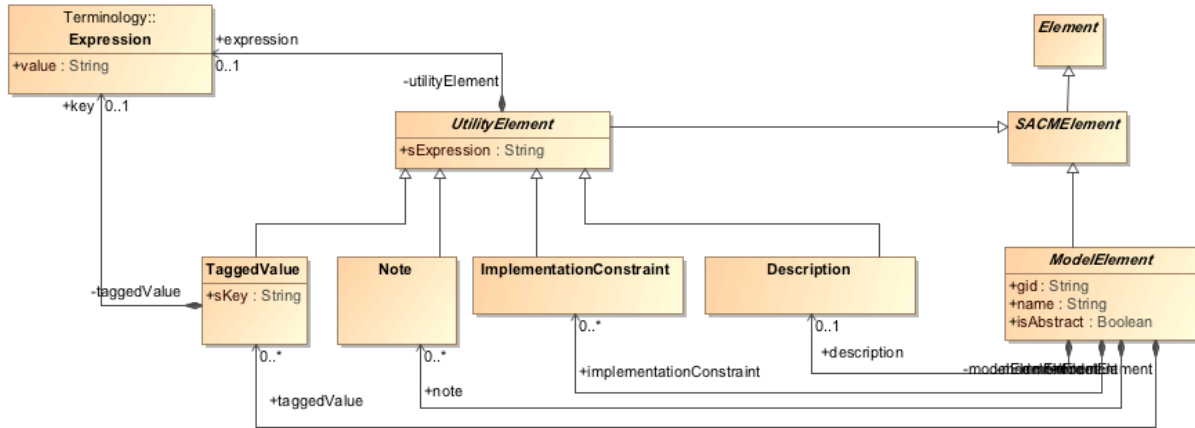 Terminology::
Expression
+value : String
+expression
0..1
-utilityElement
+key
0..1
Element
UtilityElement
+sExpression : String
SACMElement
TaggedValue
+sKey : String
Note
ImplementationConstraint
Description
ModelElement
+gid : String
+name : String
+isAbstract : Boolean
-taggedValue
0..*
0..*
0..*
0..1
+description
+implementationConstraint
+note
+taggedValue